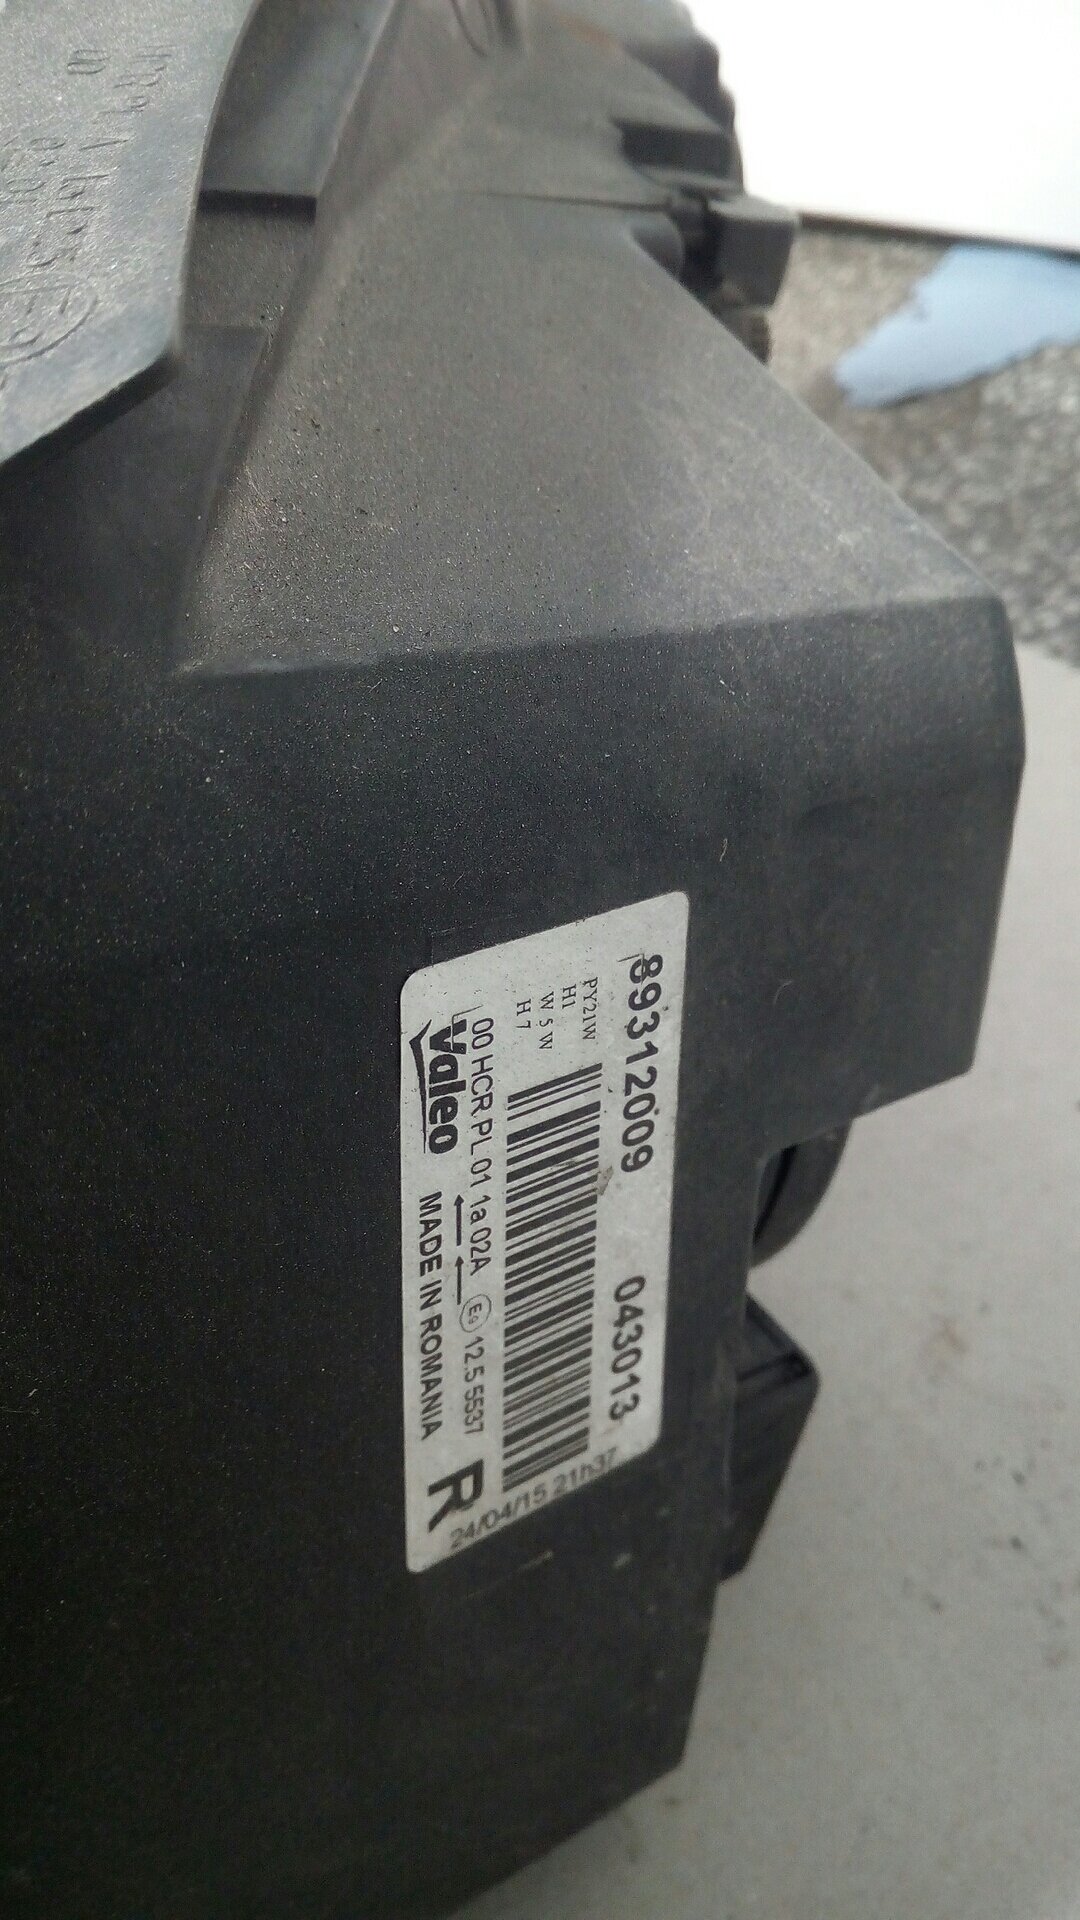 89312009 043013
PY21W
H1
W5W
H7
24/04/15 21h37
00 HCR PL 01 1a 02A E9 12.5 5537
Valeo MADE IN ROMANIA R